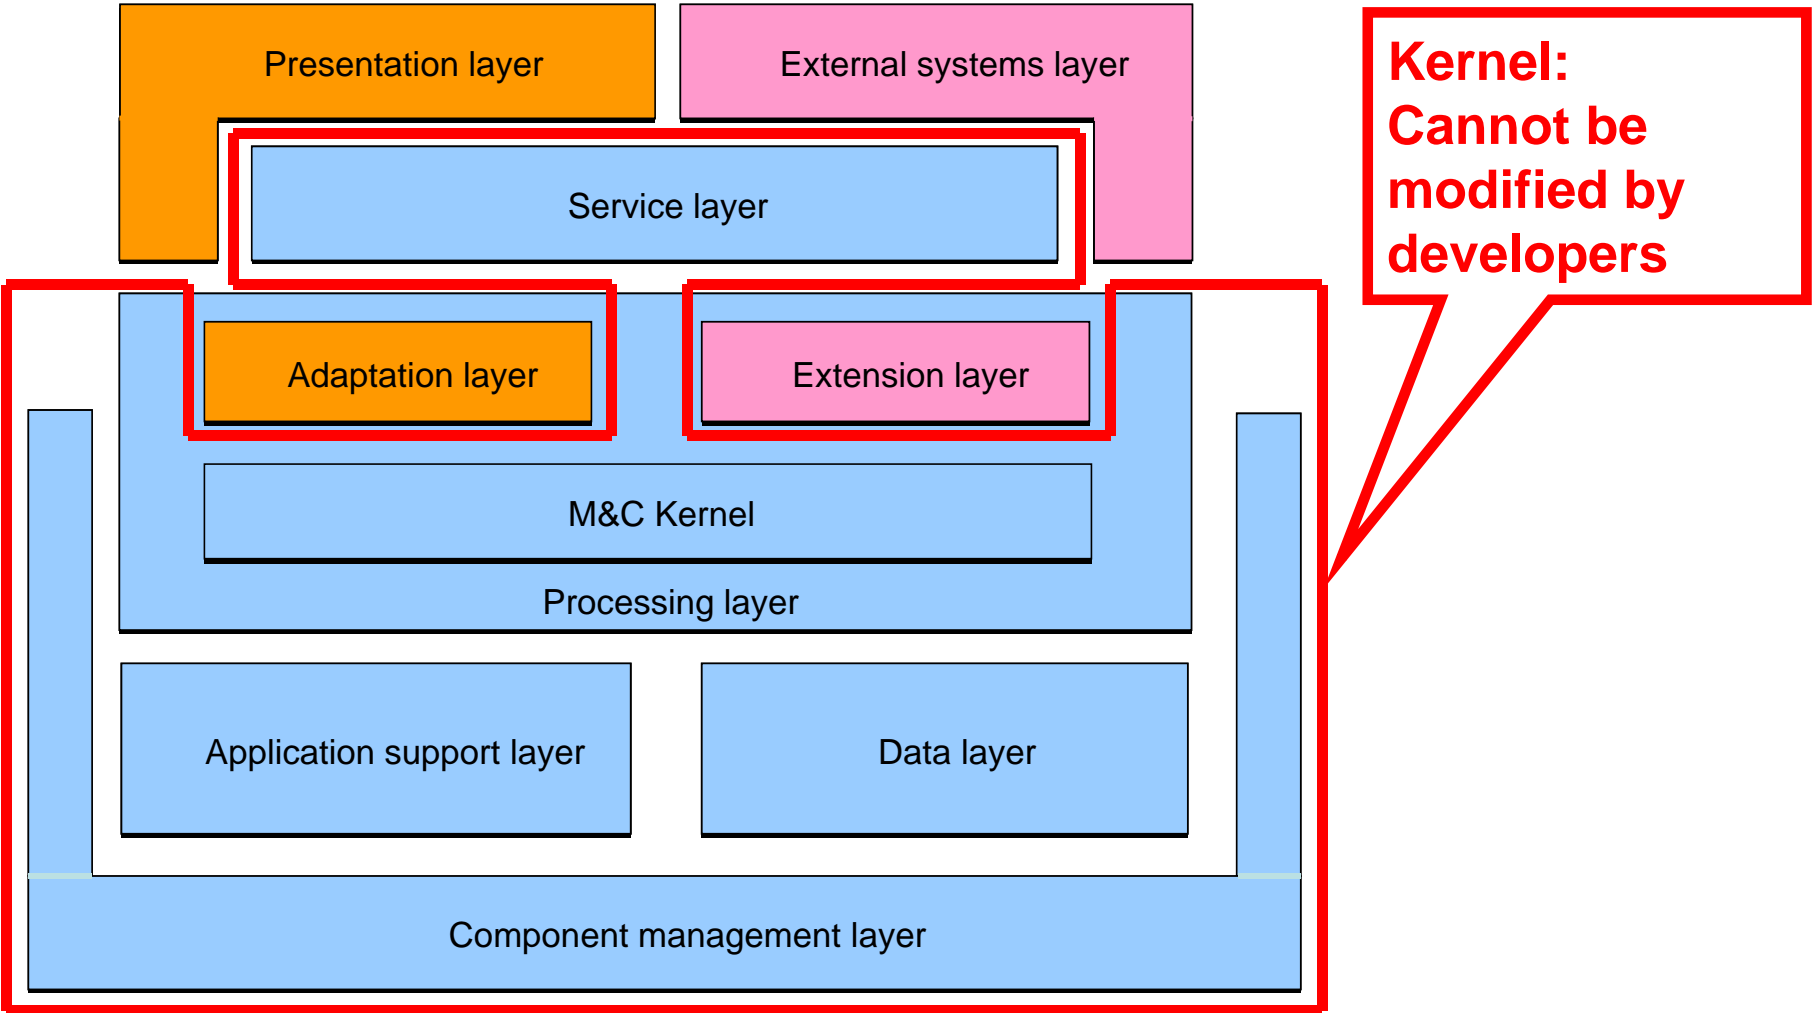 Presentation layer
External systems layer
Kernel:
Cannot be
modified by
developers
Service layer
Adaptation layer
Extension layer
M&C Kernel
Processing layer
Application support layer
Data layer
Component management layer